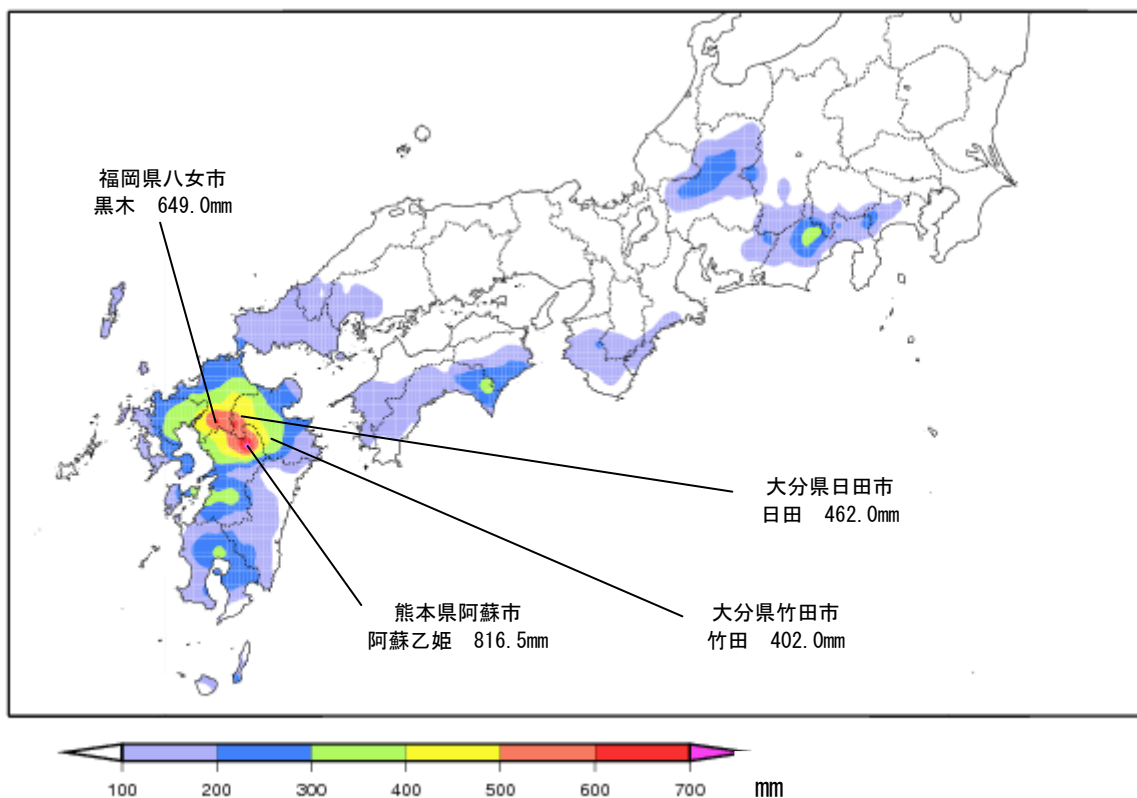 福岡県八女市
黒木 649.0mm
大分県日田市
日田 462.0mm
熊本県阿蘇市
阿蘇乙姫 816.5mm
大分県竹田市
竹田 402.0mm
100 200 300 400 500 600 700 mm